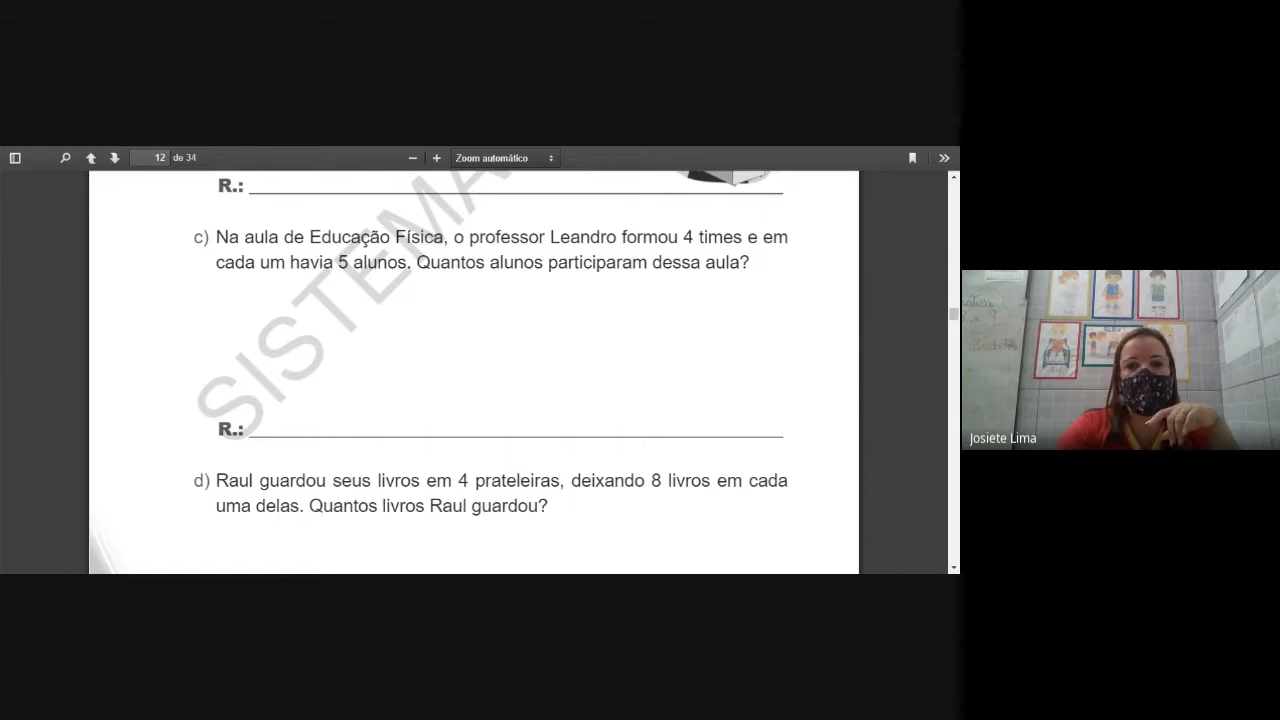 12 de 34
Zoom automático
R.:
SISTEMA
c) Na aula de Educação Física, o professor Leandro formou 4 times e em
cada um havia 5 alunos. Quantos alunos participaram dessa aula?
R.:
d) Raul guardou seus livros em 4 prateleiras, deixando 8 livros em cada
uma delas. Quantos livros Raul guardou?
Josiete Lima